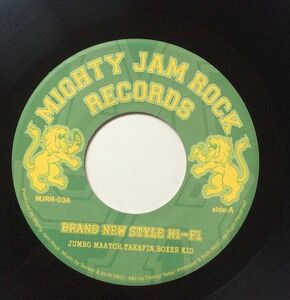 MIGHTY JAM ROCK
RECORDS
MJRR-036
side:A
BRAND NEW STYLE Hi-Fi
JUMBO MAATCH,TAKAFIN,BOXER KID